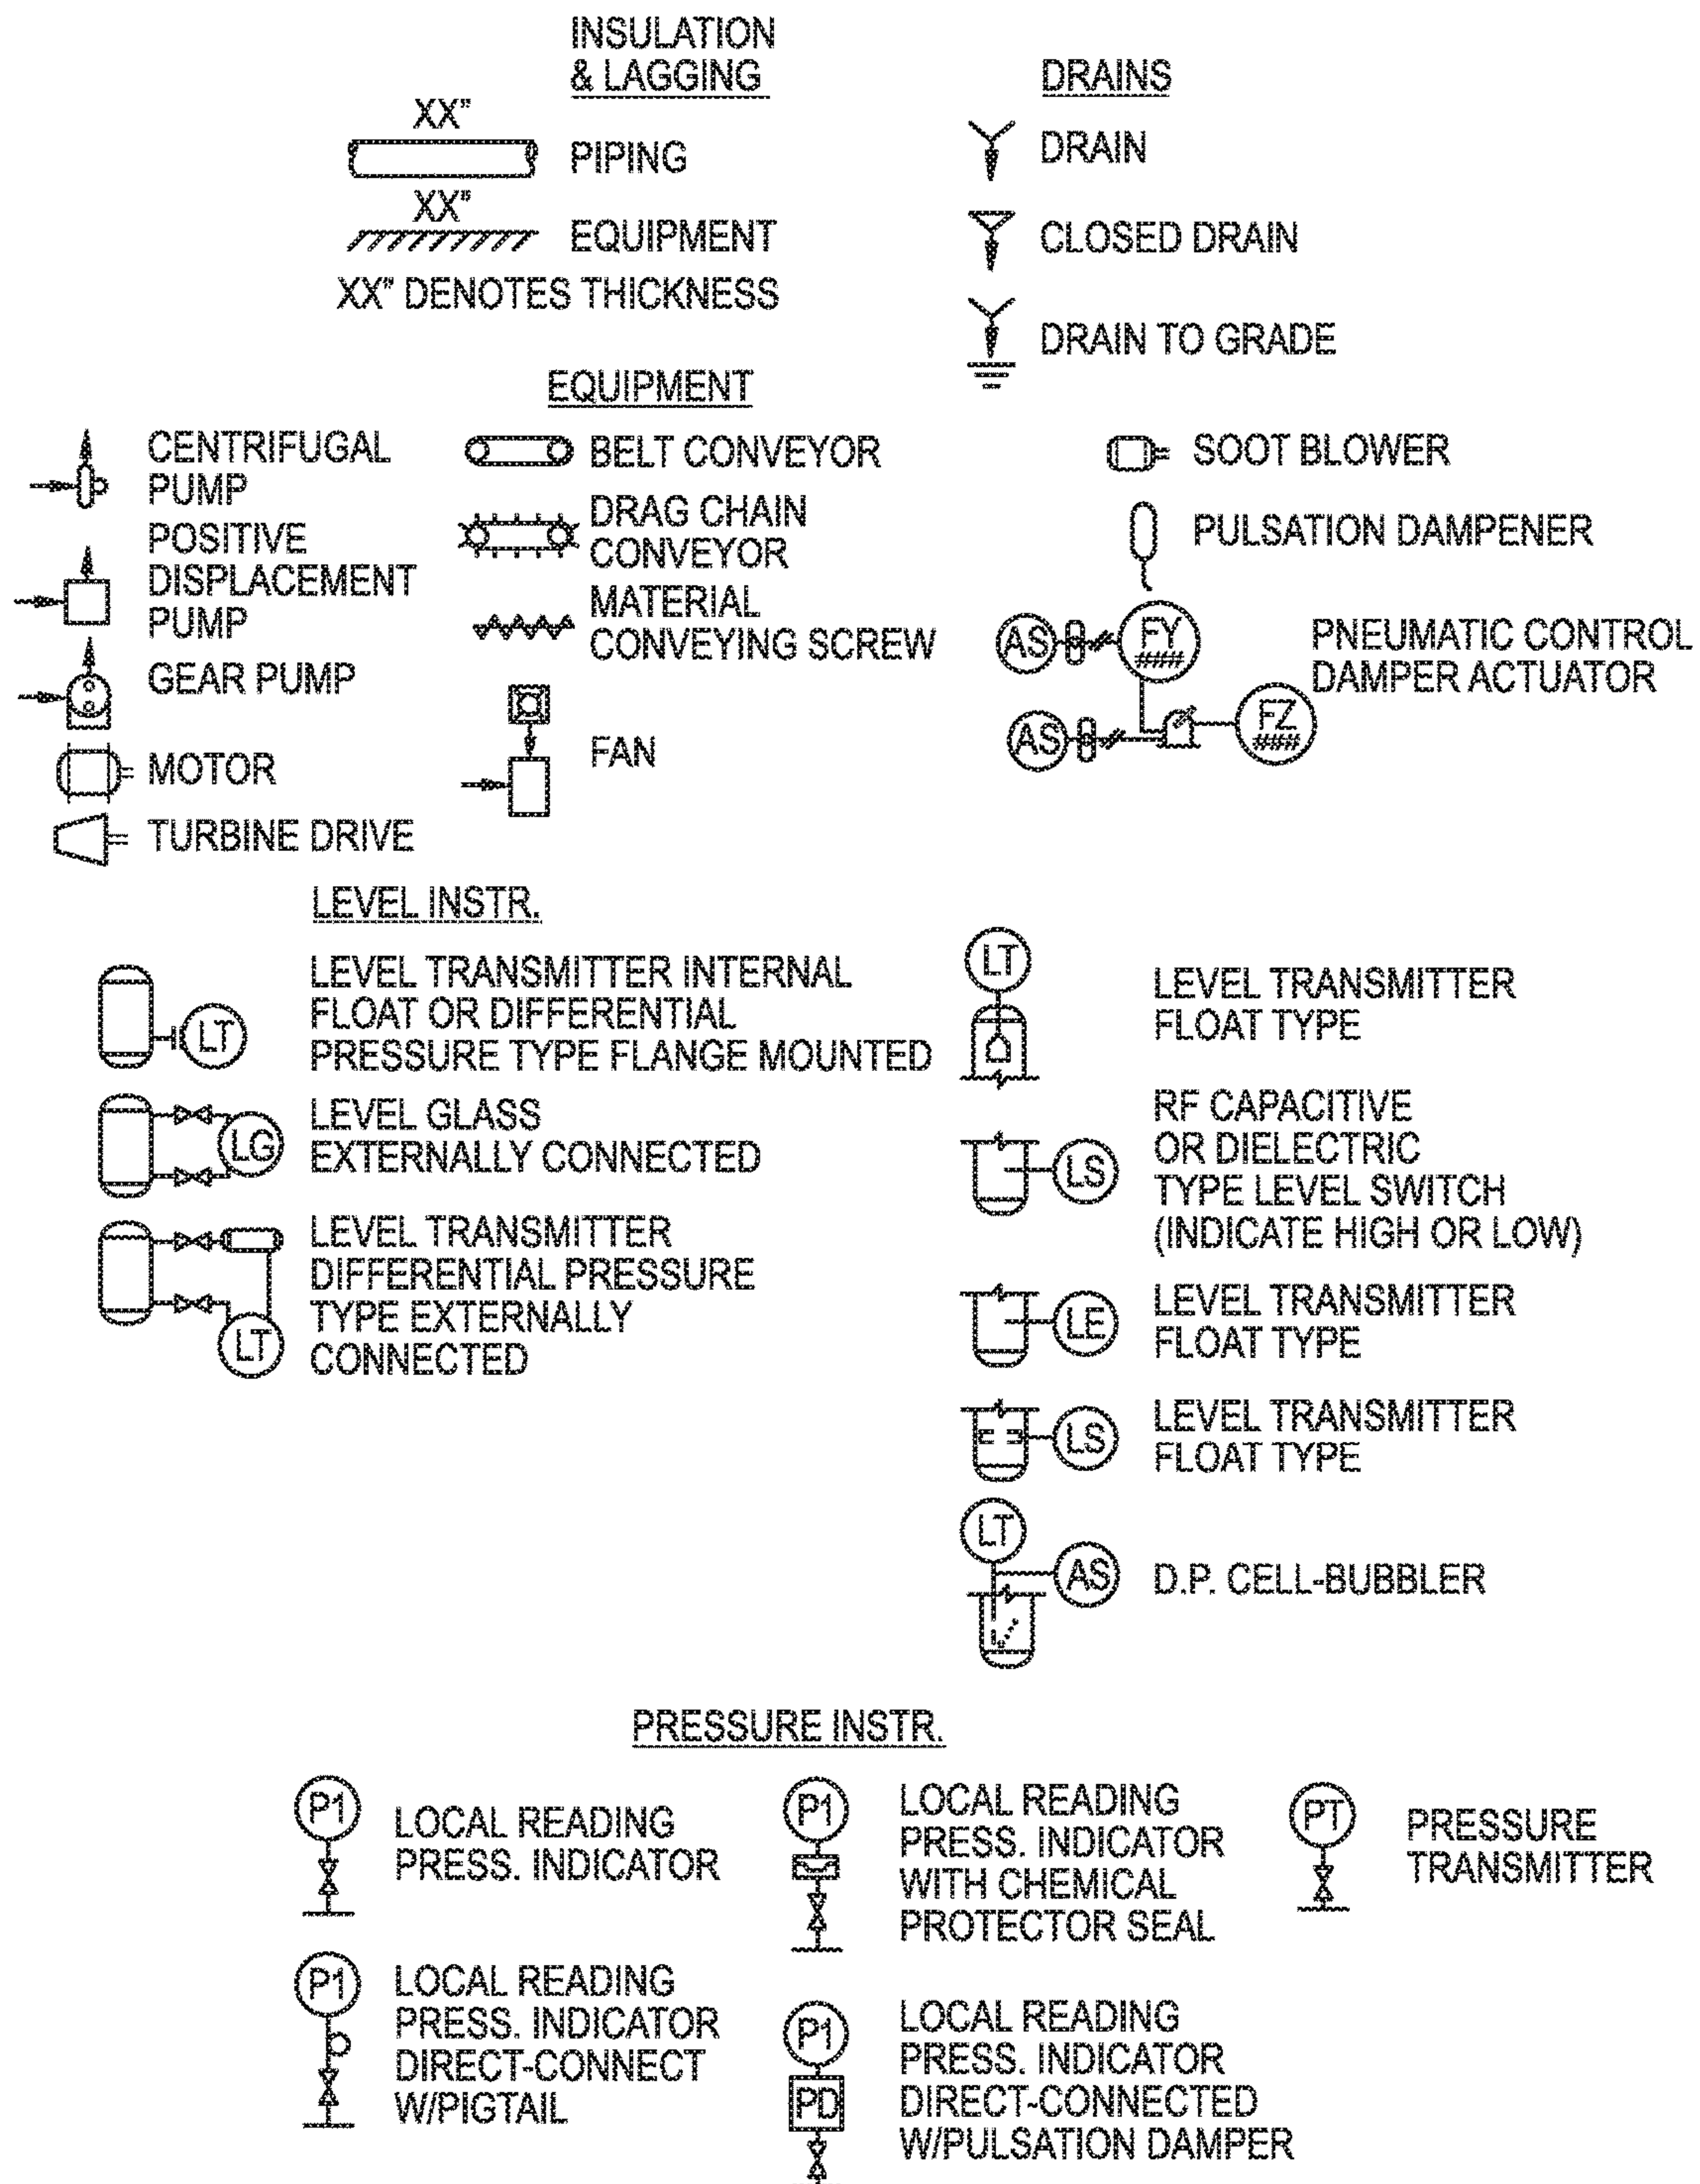 INSULATION
& LAGGING
XX"
PIPING
XX"
EQUIPMENT
XX" DENOTES THICKNESS
DRAINS
DRAIN
CLOSED DRAIN
DRAIN TO GRADE
EQUIPMENT
CENTRIFUGAL
PUMP
POSITIVE
DISPLACEMENT
PUMP
GEAR PUMP
MOTOR
TURBINE DRIVE
BELT CONVEYOR
DRAG CHAIN
CONVEYOR
MATERIAL
CONVEYING SCREW
FAN
SOOT BLOWER
PULSATION DAMPENER
AS
FY
###
AS
FZ
###
PNEUMATIC CONTROL
DAMPER ACTUATOR
LEVEL INSTR.
LT
LEVEL TRANSMITTER INTERNAL
FLOAT OR DIFFERENTIAL
PRESSURE TYPE FLANGE MOUNTED
LG
LEVEL GLASS
EXTERNALLY CONNECTED
LT
LEVEL TRANSMITTER
DIFFERENTIAL PRESSURE
TYPE EXTERNALLY
CONNECTED
LT
LEVEL TRANSMITTER
FLOAT TYPE
LS
RF CAPACITIVE
OR DIELECTRIC
TYPE LEVEL SWITCH
(INDICATE HIGH OR LOW)
LE
LEVEL TRANSMITTER
FLOAT TYPE
LS
LEVEL TRANSMITTER
FLOAT TYPE
LT
AS
D.P. CELL-BUBBLER
PRESSURE INSTR.
P1
LOCAL READING
PRESS. INDICATOR
P1
LOCAL READING
PRESS. INDICATOR
DIRECT-CONNECT
W/PIGTAIL
P1
LOCAL READING
PRESS. INDICATOR
WITH CHEMICAL
PROTECTOR SEAL
P1
PD
LOCAL READING
PRESS. INDICATOR
DIRECT-CONNECTED
W/PULSATION DAMPER
PT
PRESSURE
TRANSMITTER